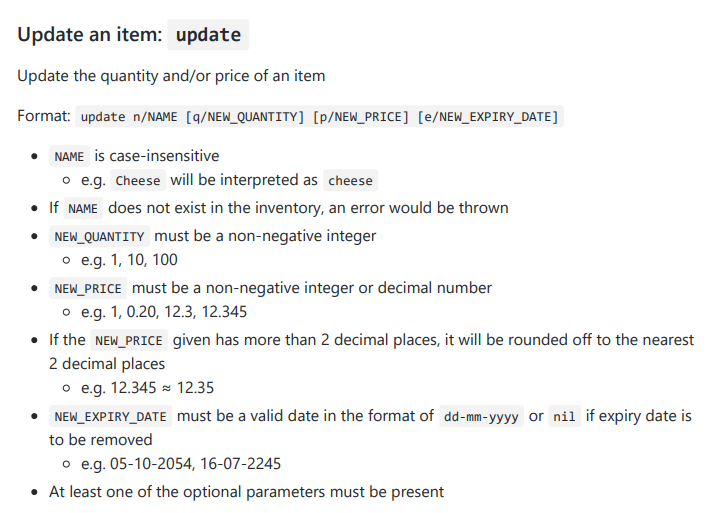 Update an item: update
Update the quantity and/or price of an item
Format: update n/NAME [q/NEW_QUANTITY] [p/NEW_PRICE] [e/NEW_EXPIRY_DATE]
• NAME is case-insensitive
○ e.g. Cheese will be interpreted as cheese
• If NAME does not exist in the inventory, an error would be thrown
• NEW_QUANTITY must be a non-negative integer
○ e.g. 1, 10, 100
• NEW_PRICE must be a non-negative integer or decimal number
○ e.g. 1, 0.20, 12.3, 12.345
• If the NEW_PRICE given has more than 2 decimal places, it will be rounded off to the nearest
2 decimal places
○ e.g. 12.345 ≈ 12.35
• NEW_EXPIRY_DATE must be a valid date in the format of dd-mm-yyyy or nil if expiry date is
to be removed
○ e.g. 05-10-2054, 16-07-2245
• At least one of the optional parameters must be present